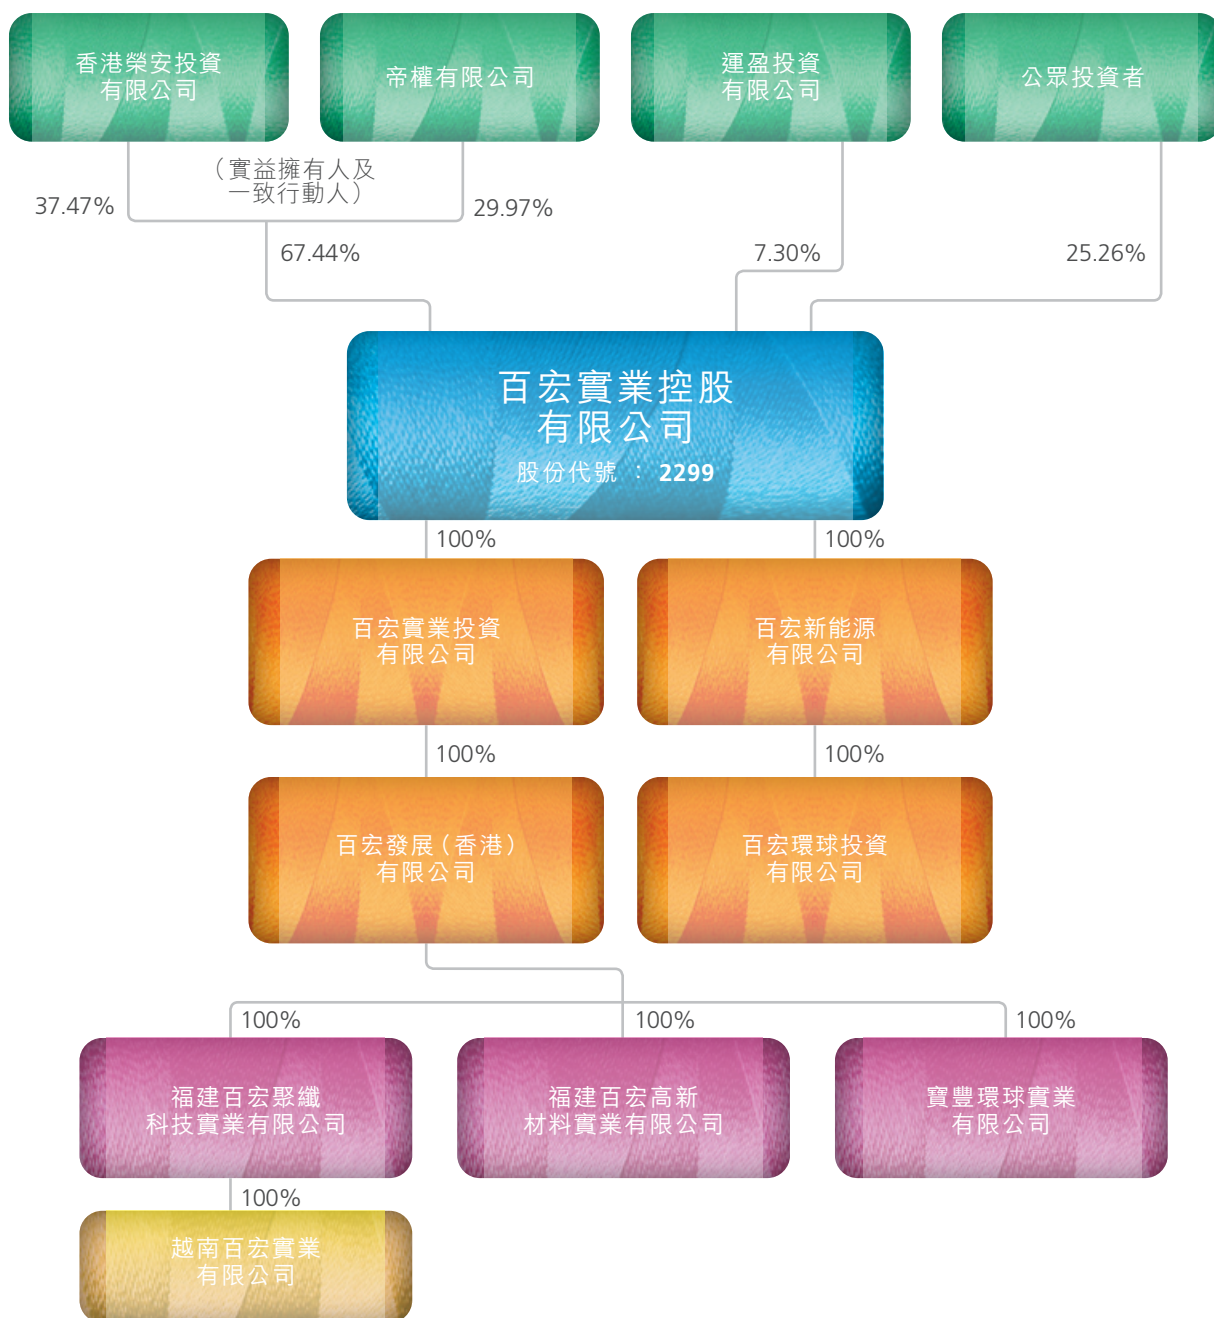 香港榮安投資
有限公司
帝權有限公司
運盈投資
有限公司
公眾投資者
（實益擁有人及
一致行動人）
37.47%
29.97%
67.44%
7.30%
25.26%
百宏實業控股
有限公司
股份代號 ： 2299
100%
100%
百宏實業投資
有限公司
百宏新能源
有限公司
100%
100%
百宏發展（香港）
有限公司
百宏環球投資
有限公司
100%
100%
100%
福建百宏聚纖
科技實業有限公司
福建百宏高新
材料實業有限公司
寶豐環球實業
有限公司
100%
越南百宏實業
有限公司